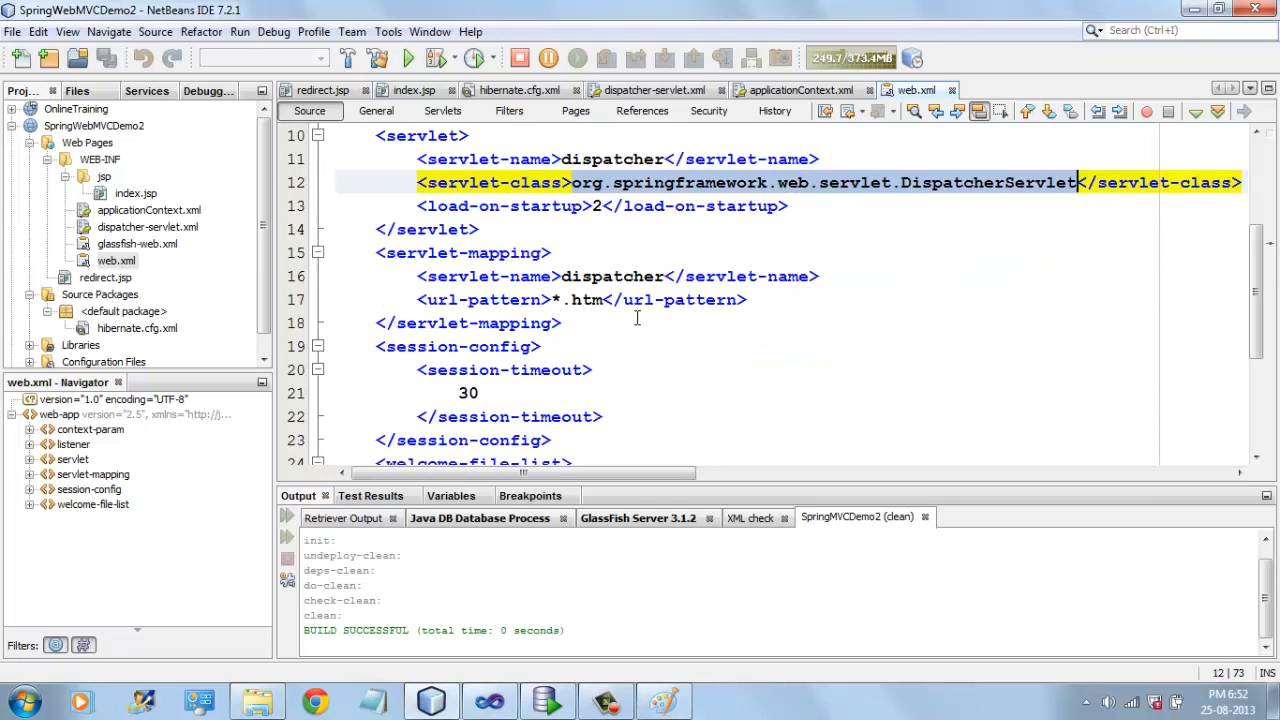 SpringWebMVCDemo2 - NetBeans IDE 7.2.1
File Edit View Navigate Source Refactor Run Debug Profile Team Tools Window Help
Search (Ctrl+I)
249.7/373.4MB
Proj... Files Services Debugg...
redirect.jsp index.jsp hibernate.cfg.xml dispatcher-servlet.xml applicationContext.xml web.xml
Source General Servlets Filters Pages References Security History
OnlineTraining
SpringWebMVCDemo2
Web Pages
WEB-INF
jsp
index.jsp
applicationContext.xml
dispatcher-servlet.xml
glassfish-web.xml
web.xml
redirect.jsp
Source Packages
<default package>
hibernate.cfg.xml
Libraries
Configuration Files
10 <servlet>
11 <servlet-name>dispatcher</servlet-name>
12 <servlet-class>org.springframework.web.servlet.DispatcherServlet</servlet-class>
13 <load-on-startup>2</load-on-startup>
14 </servlet>
15 <servlet-mapping>
16 <servlet-name>dispatcher</servlet-name>
17 <url-pattern>*.htm</url-pattern>
18 </servlet-mapping>
19 <session-config>
20 <session-timeout>
21 30
22 </session-timeout>
23 </session-config>
24 <welcome-file-list>
web.xml - Navigator
version="1.0" encoding="UTF-8"
web-app version="2.5", xmlns="http://j...
context-param
listener
servlet
servlet-mapping
session-config
welcome-file-list
Filters:
Output Test Results Variables Breakpoints
Retriever Output Java DB Database Process GlassFish Server 3.1.2 XML check SpringMVCDemo2 (clean)
init:
undeploy-clean:
deps-clean:
do-clean:
check-clean:
clean:
BUILD SUCCESSFUL (total time: 0 seconds)
12 | 73 INS
PM 6:52
25-08-2013